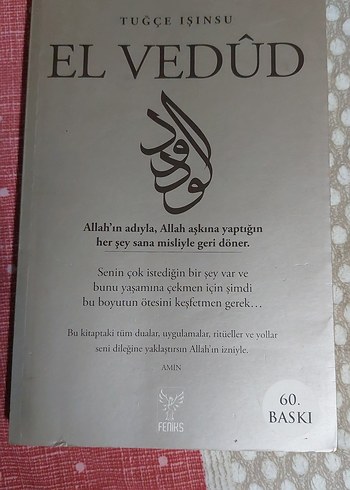 TUĞÇE IŞINSU
EL VEDÛD
الودود
Allah'ın adıyla, Allah aşkına yaptığın
her şey sana misliyle geri döner.
Senin çok istediğin bir şey var ve
bunu yaşamına çekmen için şimdi
bu boyutun ötesini keşfetmen gerek...
Bu kitaptaki tüm dualar, uygulamalar, ritüeller ve yollar
seni dileğine yaklaştırsın Allah'ın izniyle.
AMİN
FENİKS
60.
BASKI